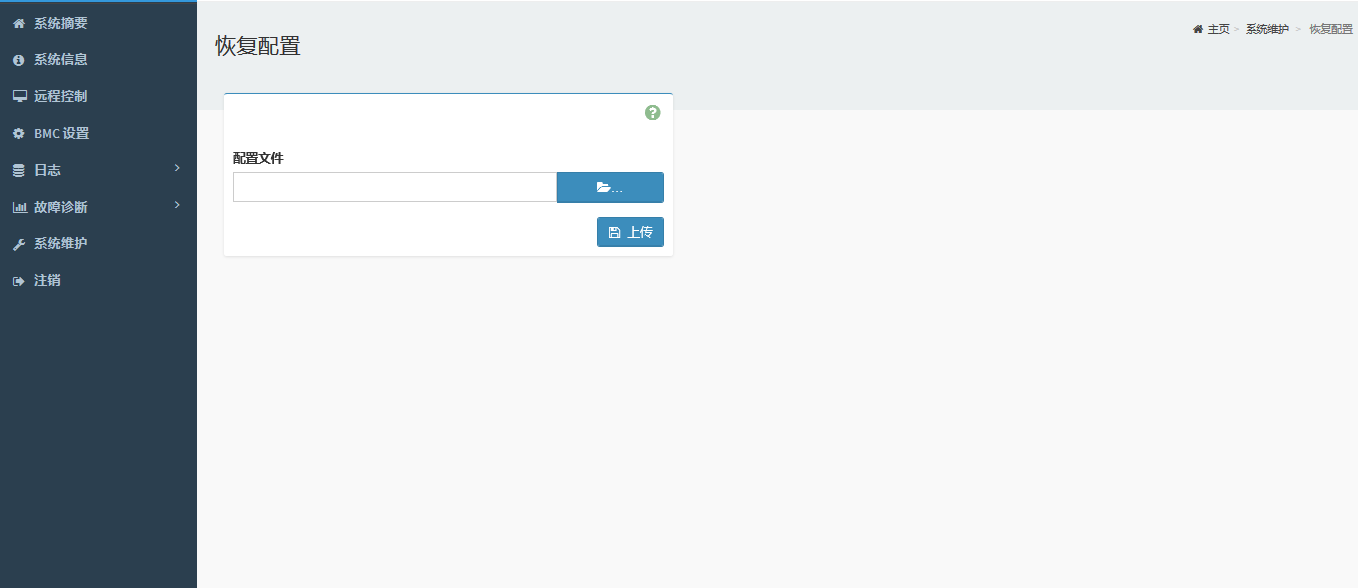 系统摘要
系统信息
远程控制
BMC 设置
日志
故障诊断
系统维护
注销
恢复配置
主页 > 系统维护 > 恢复配置
?
配置文件
...
上传